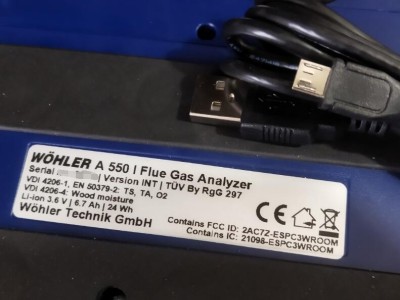 WÖHLER A 550 I Flue Gas Analyzer
Serial | Version INT | TÜV By RgG 297
VDI 4206-1, EN 50379-2: TS, TA, O2
VDI 4206-4: Wood moisture
Li-ion 3.6 V | 6.7 Ah | 24 Wh
Wöhler Technik GmbH
CE
Contains FCC ID: 2AC7Z-ESPC3WROOM
Contains IC: 21098-ESPC3WROOM